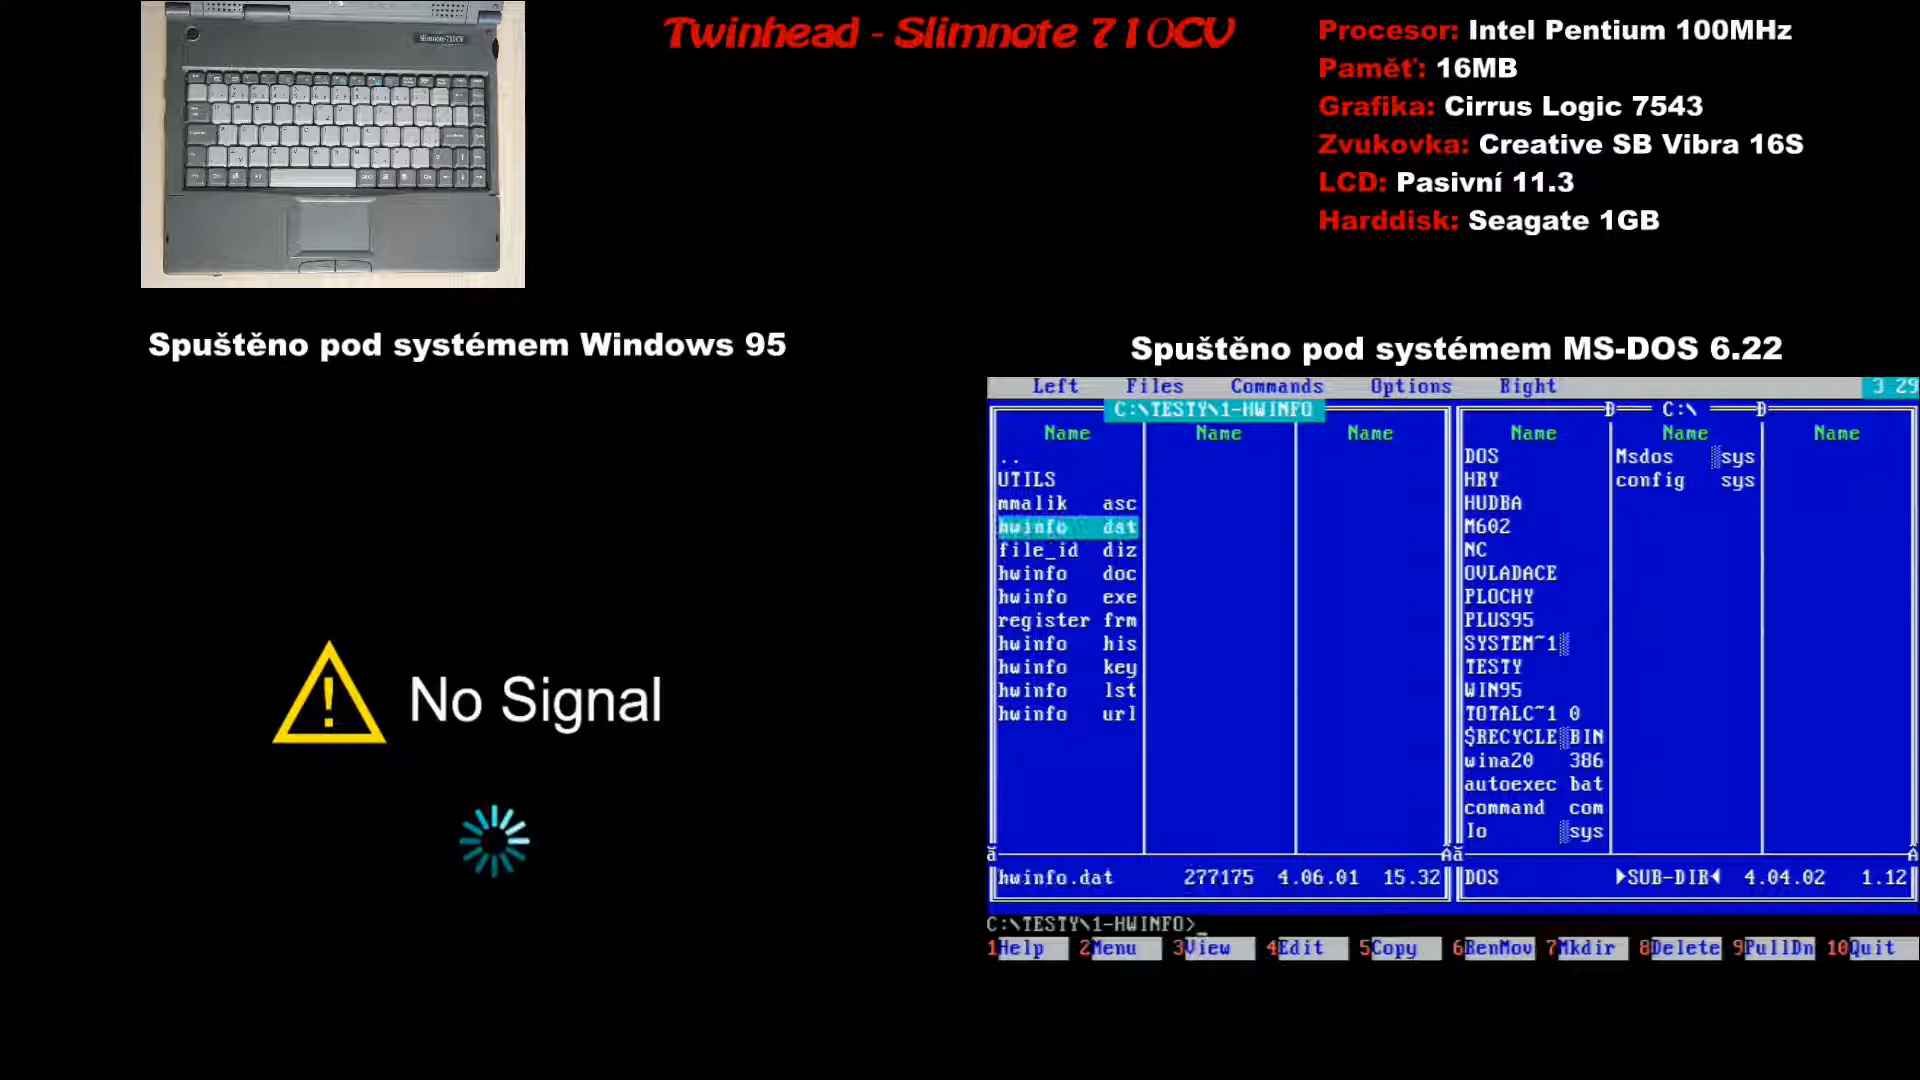 Slimnote 710CV
Twinhead - Slimnote 710CV
Procesor: Intel Pentium 100MHz
Paměť: 16MB
Grafika: Cirrus Logic 7543
Zvukovka: Creative SB Vibra 16S
LCD: Pasivní 11.3
Harddisk: Seagate 1GB
Spuštěno pod systémem Windows 95
No Signal
Spuštěno pod systémem MS-DOS 6.22
Left Files Commands Options Right 3 29
C:\TESTY\1-HWINFO
Name Name Name
..
UTILS
mmalik asc
hwinfo dat
file_id diz
hwinfo doc
hwinfo exe
register frm
hwinfo his
hwinfo key
hwinfo lst
hwinfo url
hwinfo.dat 277175 4.06.01 15.32
C:\
Name Name Name
DOS
HRY
HUDBA
M602
NC
OVLADACE
PLOCHY
PLUS95
SYSTEM~1░
TESTY
WIN95
TOTALC~1 0
$RECYCLE░BIN
wina20 386
autoexec bat
command com
Io ░sys
Msdos ░sys
config sys
DOS ►SUB-DIR◄ 4.04.02 1.12
C:\TESTY\1-HWINFO>_
1Help 2Menu 3View 4Edit 5Copy 6RenMov 7Mkdir 8Delete 9PullDn 10Quit